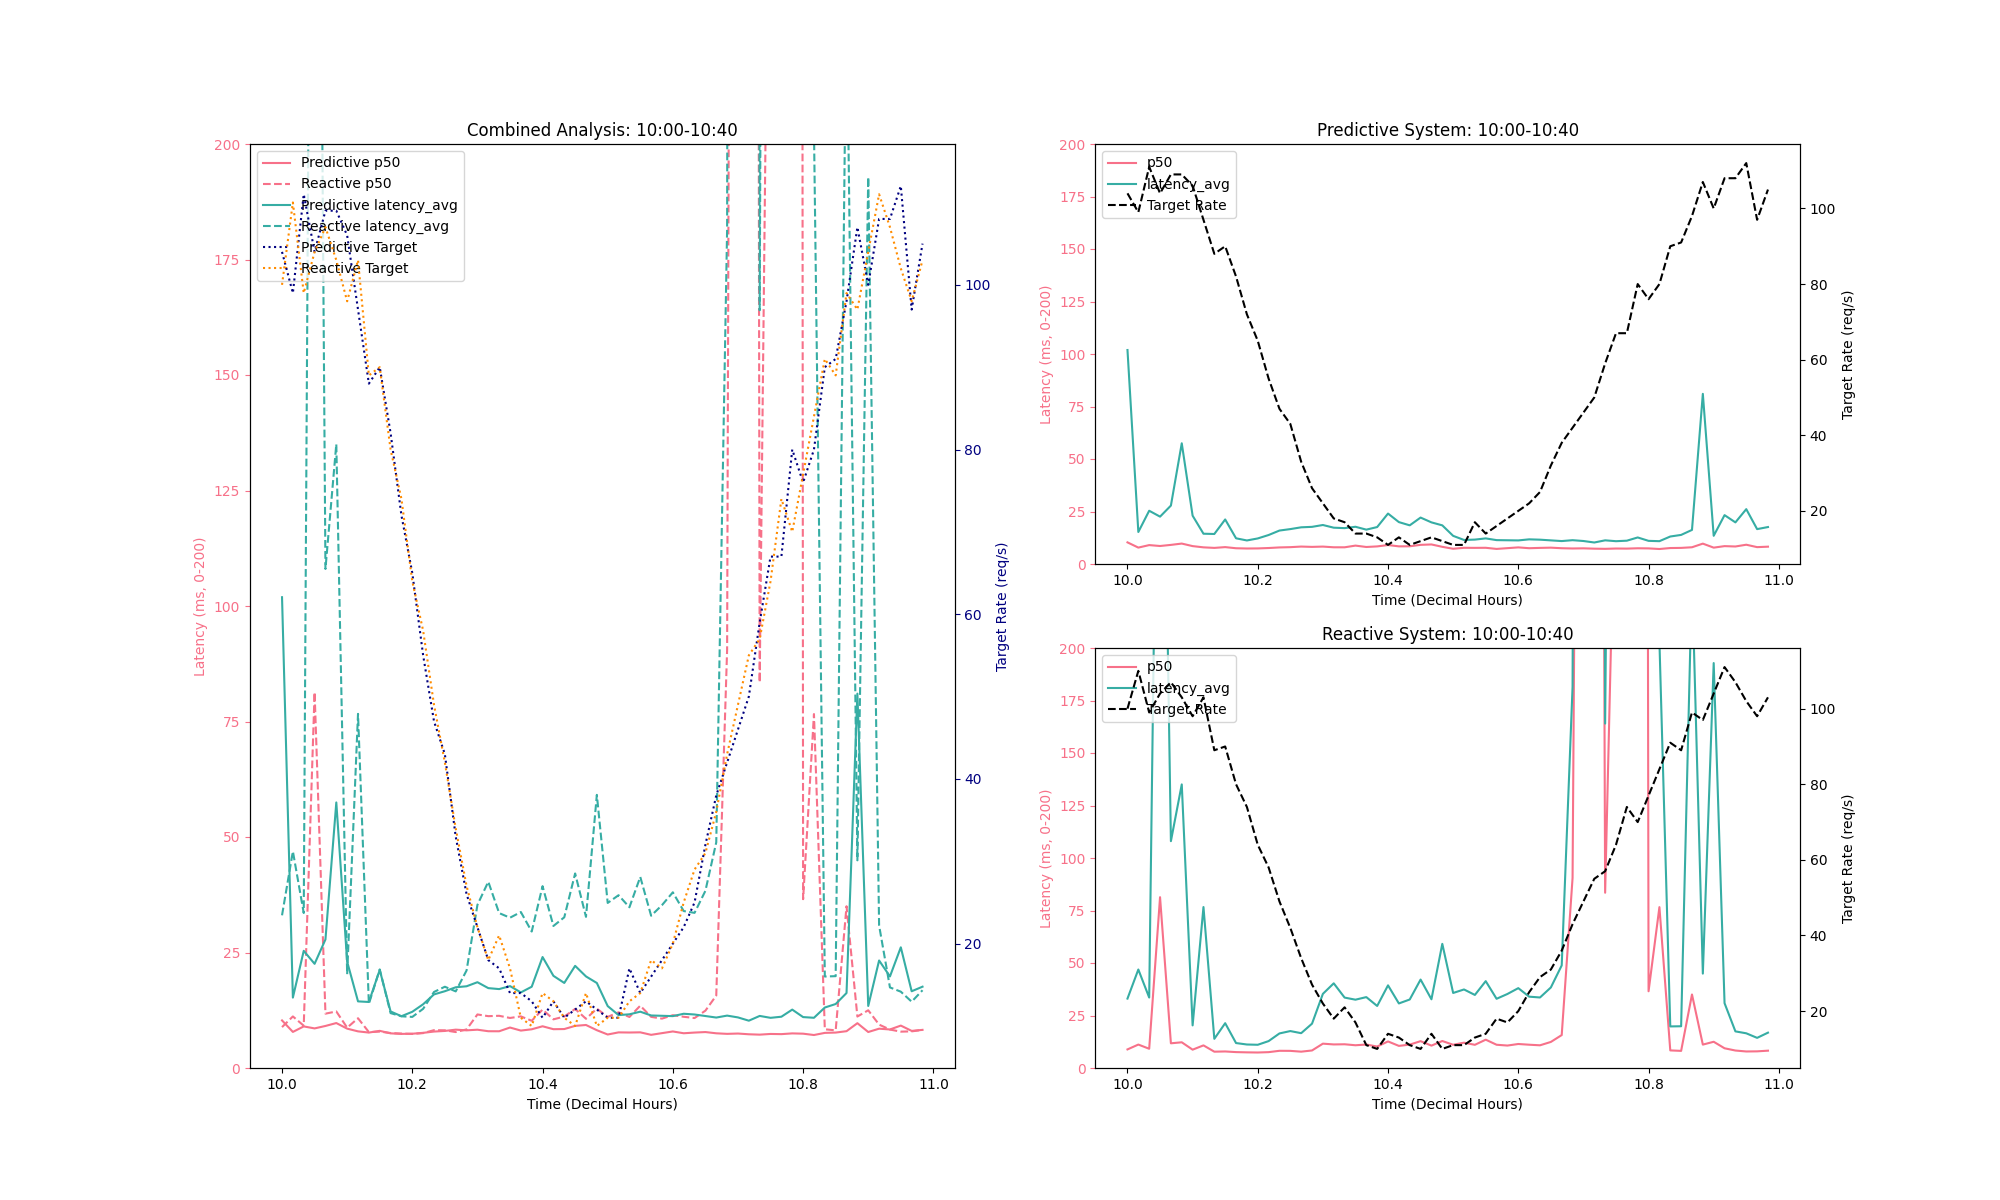 Combined Analysis: 10:00-10:40
Predictive p50
Reactive p50
Predictive latency_avg
Reactive latency_avg
Predictive Target
Reactive Target
200
175
150
125
100
75
50
25
0
Latency (ms, 0-200)
100
80
60
40
20
Target Rate (req/s)
10.0 10.2 10.4 10.6 10.8 11.0
Time (Decimal Hours)
Predictive System: 10:00-10:40
p50
latency_avg
Target Rate
200
175
150
125
100
75
50
25
0
Latency (ms, 0-200)
100
80
60
40
20
Target Rate (req/s)
10.0 10.2 10.4 10.6 10.8 11.0
Time (Decimal Hours)
Reactive System: 10:00-10:40
p50
latency_avg
Target Rate
200
175
150
125
100
75
50
25
0
Latency (ms, 0-200)
100
80
60
40
20
Target Rate (req/s)
10.0 10.2 10.4 10.6 10.8 11.0
Time (Decimal Hours)